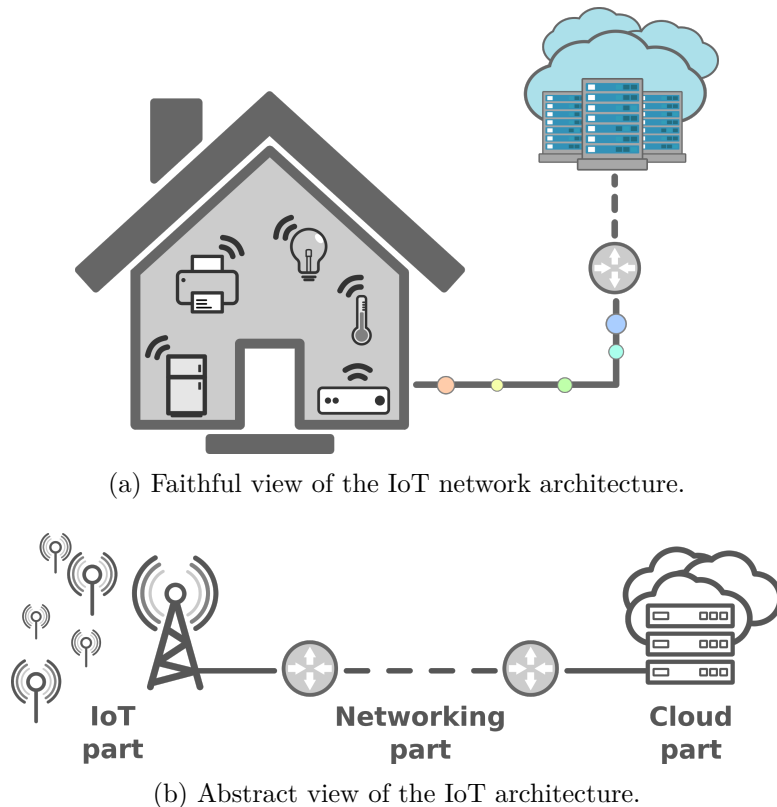 (a) Faithful view of the IoT network architecture.
IoT
part
Networking
part
Cloud
part
(b) Abstract view of the IoT architecture.